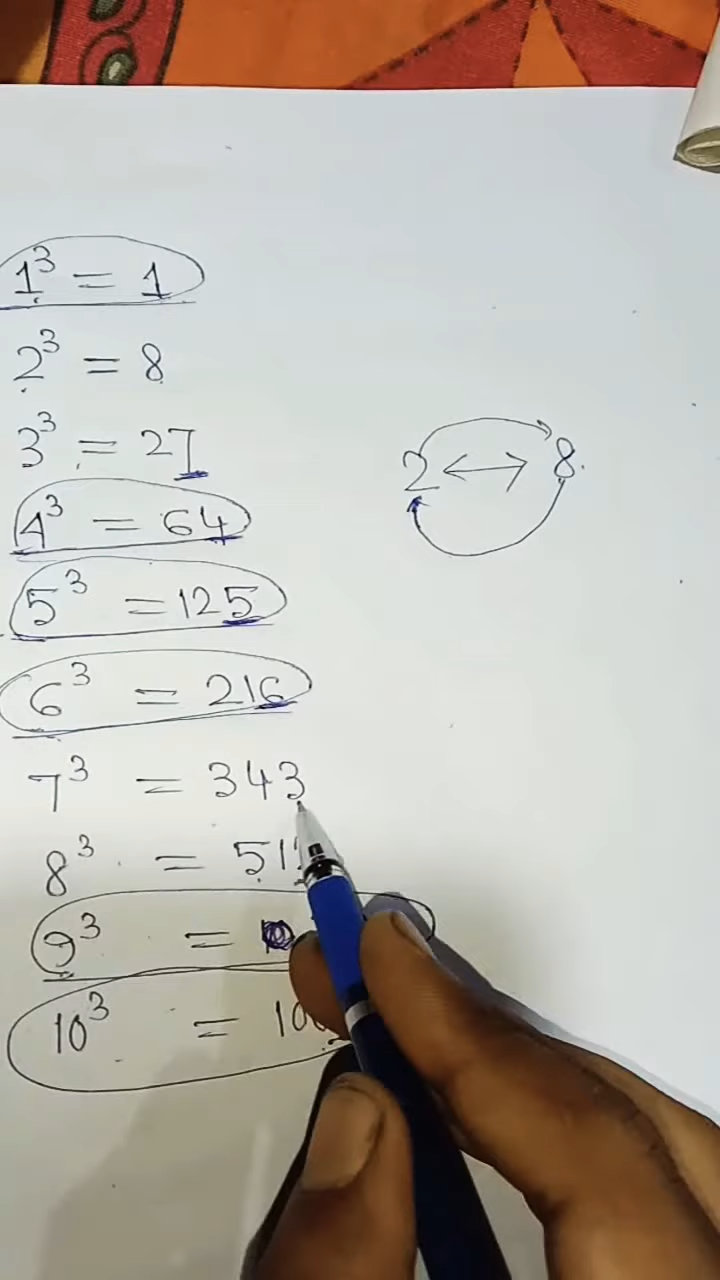 1³ = 1
2³ = 8
3³ = 27
4³ = 64
2 ↔ 8
5³ = 125
6³ = 216
7³ = 343
8³ = 51
9³ =
10³ = 10